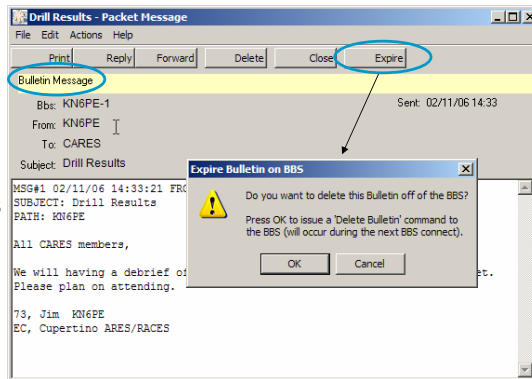 Drill Results - Packet Message
File Edit Actions Help
Print Reply Forward Delete Close Expire
Bulletin Message
Bbs: KN6PE-1 Sent: 02/11/06 14:33
From: KN6PE
To: CARES
Subject: Drill Results
Expire Bulletin on BBS
Do you want to delete this Bulletin off of the BBS?
Press OK to issue a 'Delete Bulletin' command to
the BBS (will occur during the next BBS connect).
OK Cancel
MSG#1 02/11/06 14:33:21
SUBJECT: Drill Results
PATH: KN6PE
All CARES members,
We will having a debrief of
Please plan on attending.
73, Jim KN6PE
EC, Cupertino ARES/RACES